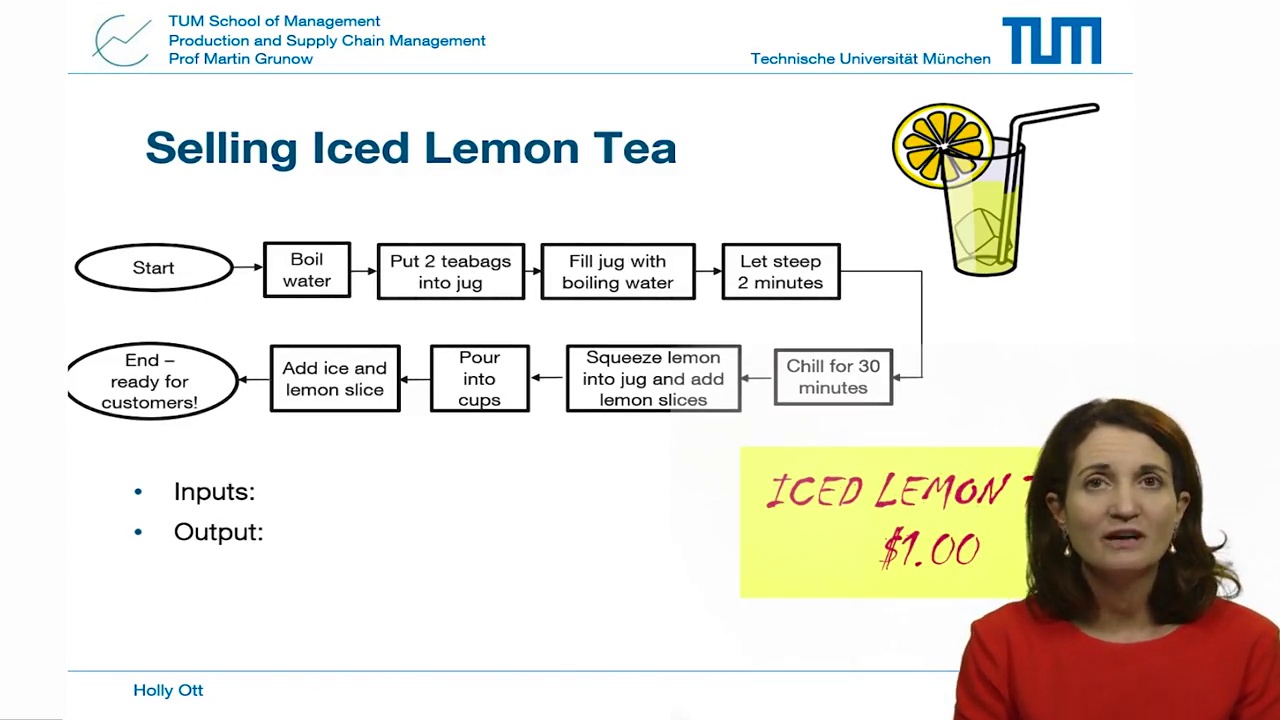 TUM School of Management
Production and Supply Chain Management
Prof Martin Grunow
Technische Universität München
TUM
Selling Iced Lemon Tea
Start
Boil
water
Put 2 teabags
into jug
Fill jug with
boiling water
Let steep
2 minutes
Chill for 30
minutes
Squeeze lemon
into jug and add
lemon slices
Pour
into
cups
Add ice and
lemon slice
End –
ready for
customers!
• Inputs:
• Output:
ICED LEMON
$1.00
Holly Ott